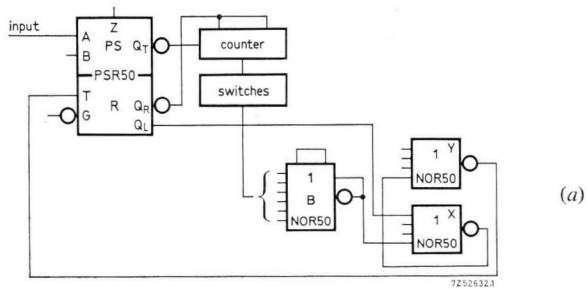 input
A
Z
PS
Q_T
B
PSR50
T
R
Q_R
G
Q_L
counter
switches
1
B
NOR50
1 Y
NOR50
1 X
NOR50
(a)
7Z52632.1